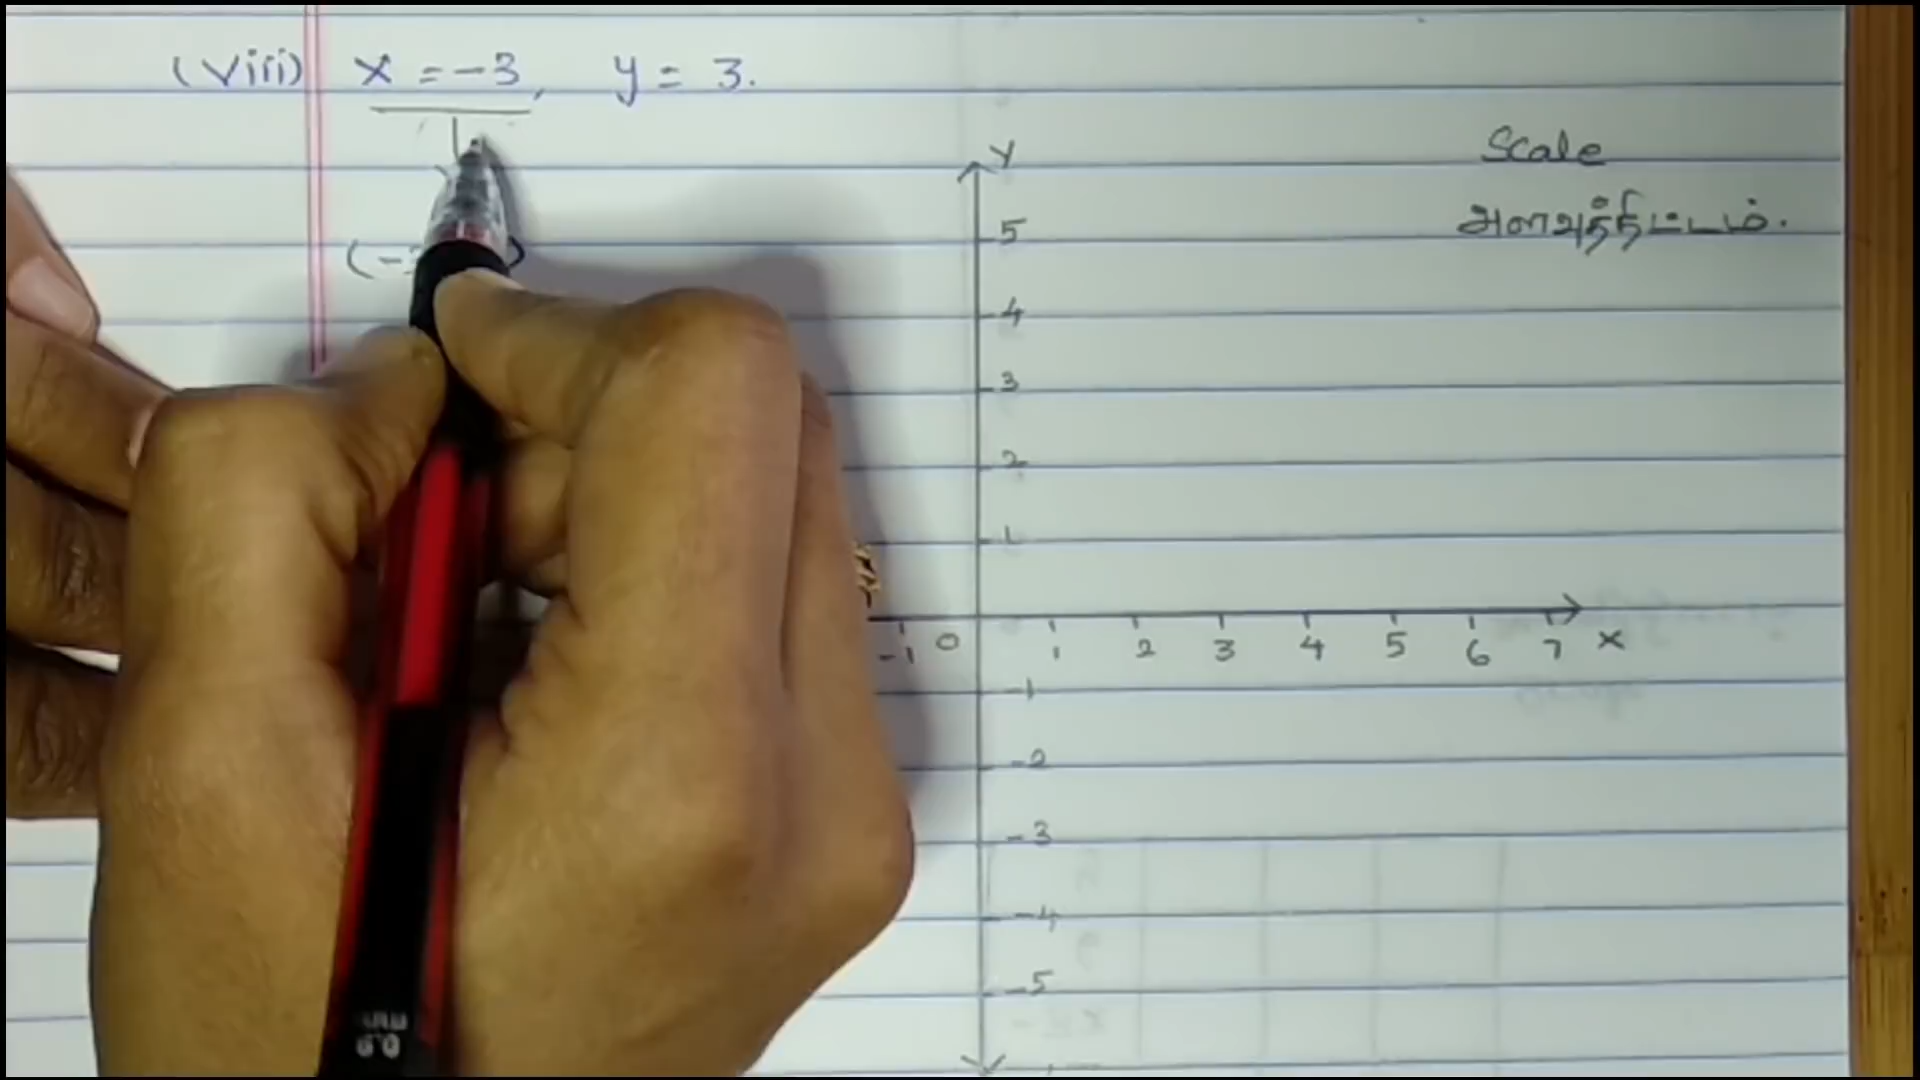 (viii) x = -3, y = 3.
Scale
அளவுத்திட்டம்.
y
5
4
3
2
1
-1 0 1 2 3 4 5 6 7 x
-1
-2
-3
-4
-5